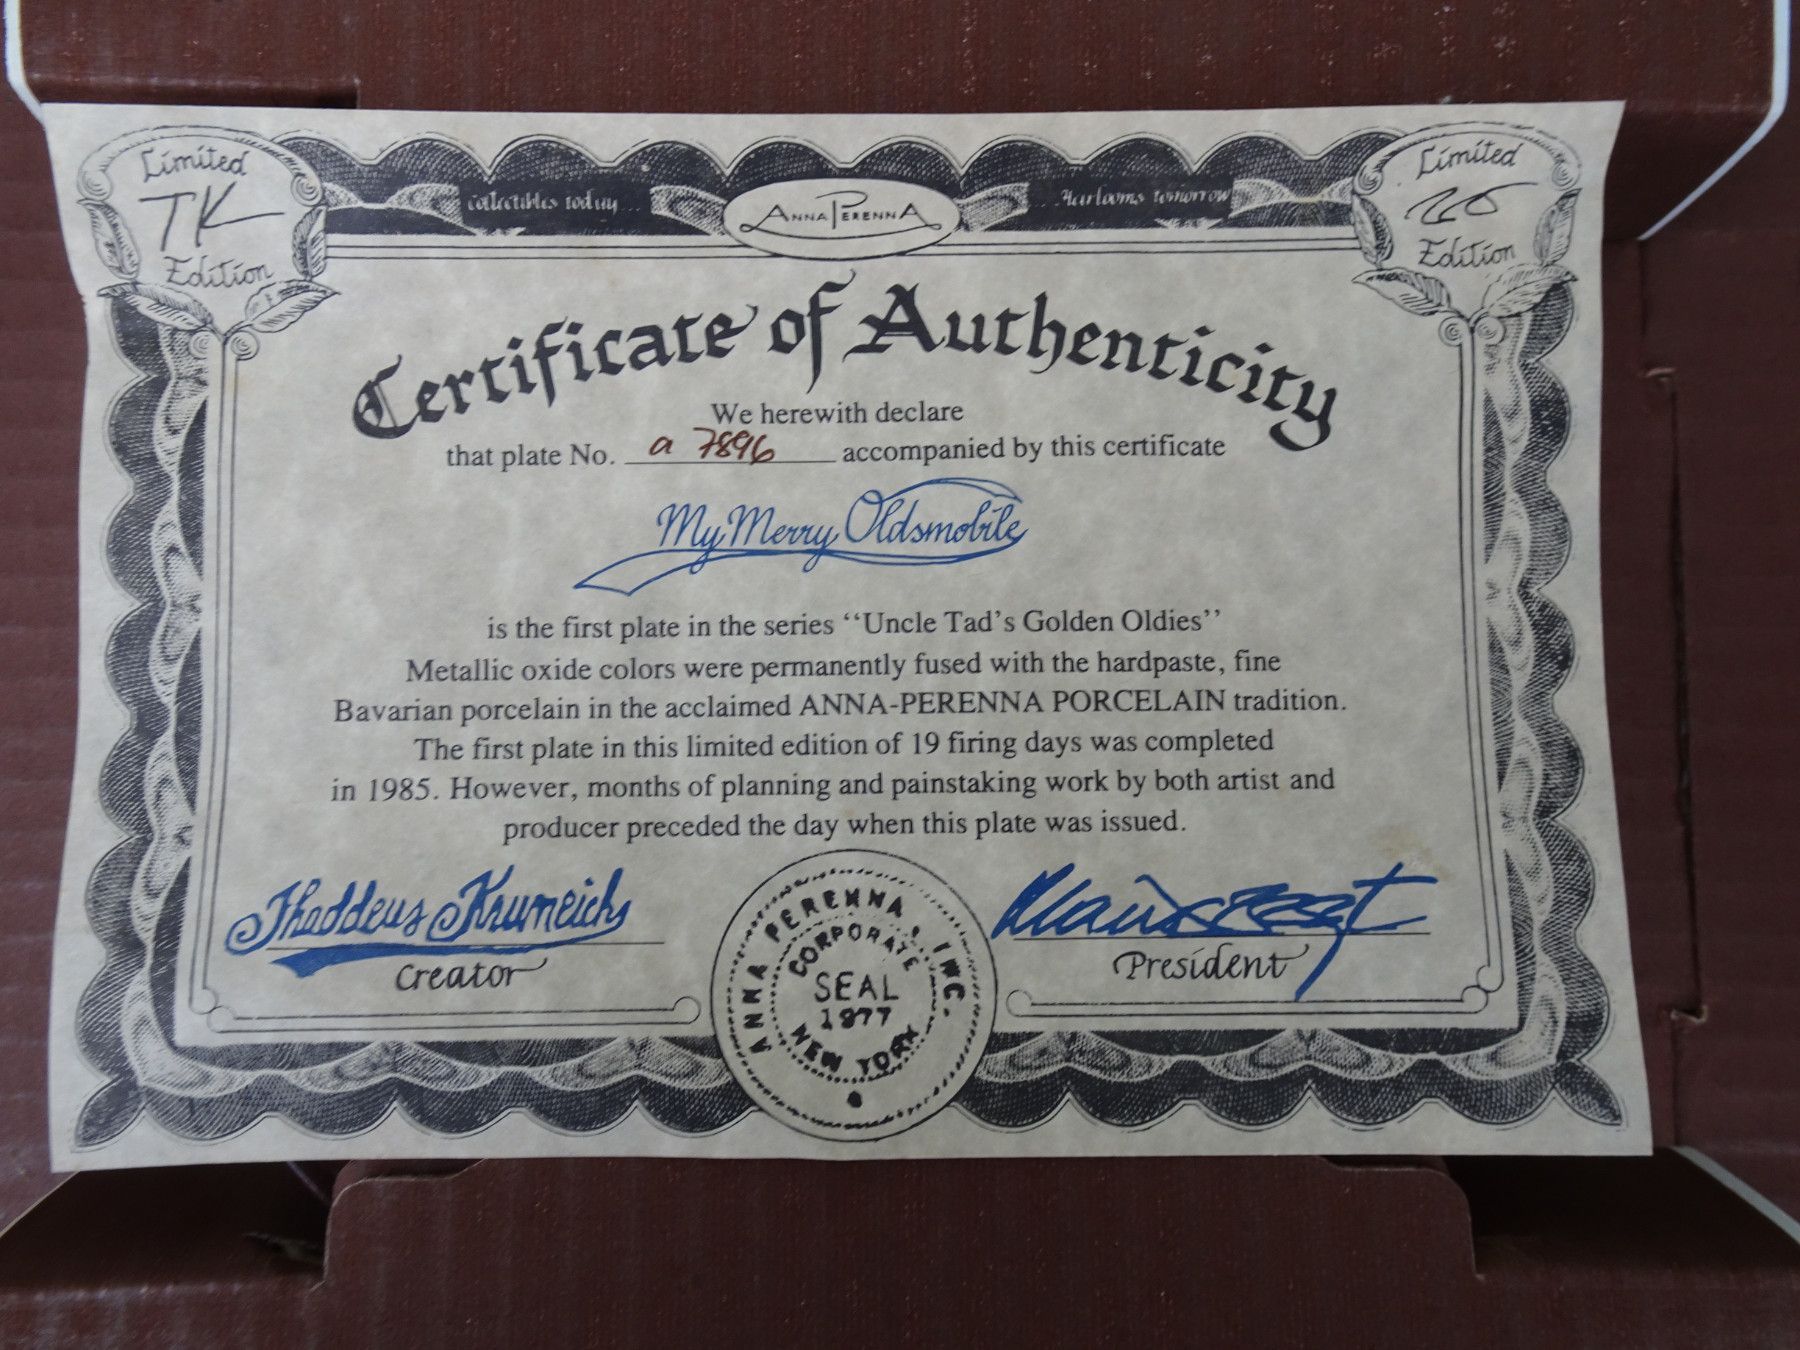 Limited
TK
Edition
Collectibles today...
ANNA PERENNA
...Heirlooms tomorrow
Limited
Edition
Certificate of Authenticity
We herewith declare
that plate No. a 7896 accompanied by this certificate
My Merry Oldsmobile
is the first plate in the series ‘‘Uncle Tad’s Golden Oldies’’
Metallic oxide colors were permanently fused with the hardpaste, fine
Bavarian porcelain in the acclaimed ANNA-PERENNA PORCELAIN tradition.
The first plate in this limited edition of 19 firing days was completed
in 1985. However, months of planning and painstaking work by both artist and
producer preceded the day when this plate was issued.
Thaddeus Krumeich
Creator
President
ANNA PERENNA, INC.
CORPORATE
SEAL
1977
NEW YORK